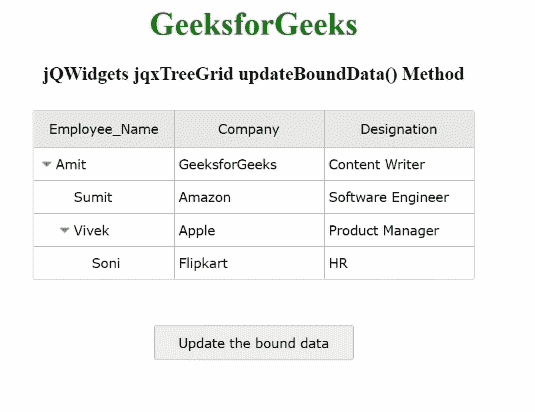 GeeksforGeeks
jQWidgets jqxTreeGrid updateBoundData() Method
Employee_Name Company Designation
Amit GeeksforGeeks Content Writer
Sumit Amazon Software Engineer
Vivek Apple Product Manager
Soni Flipkart HR
Update the bound data